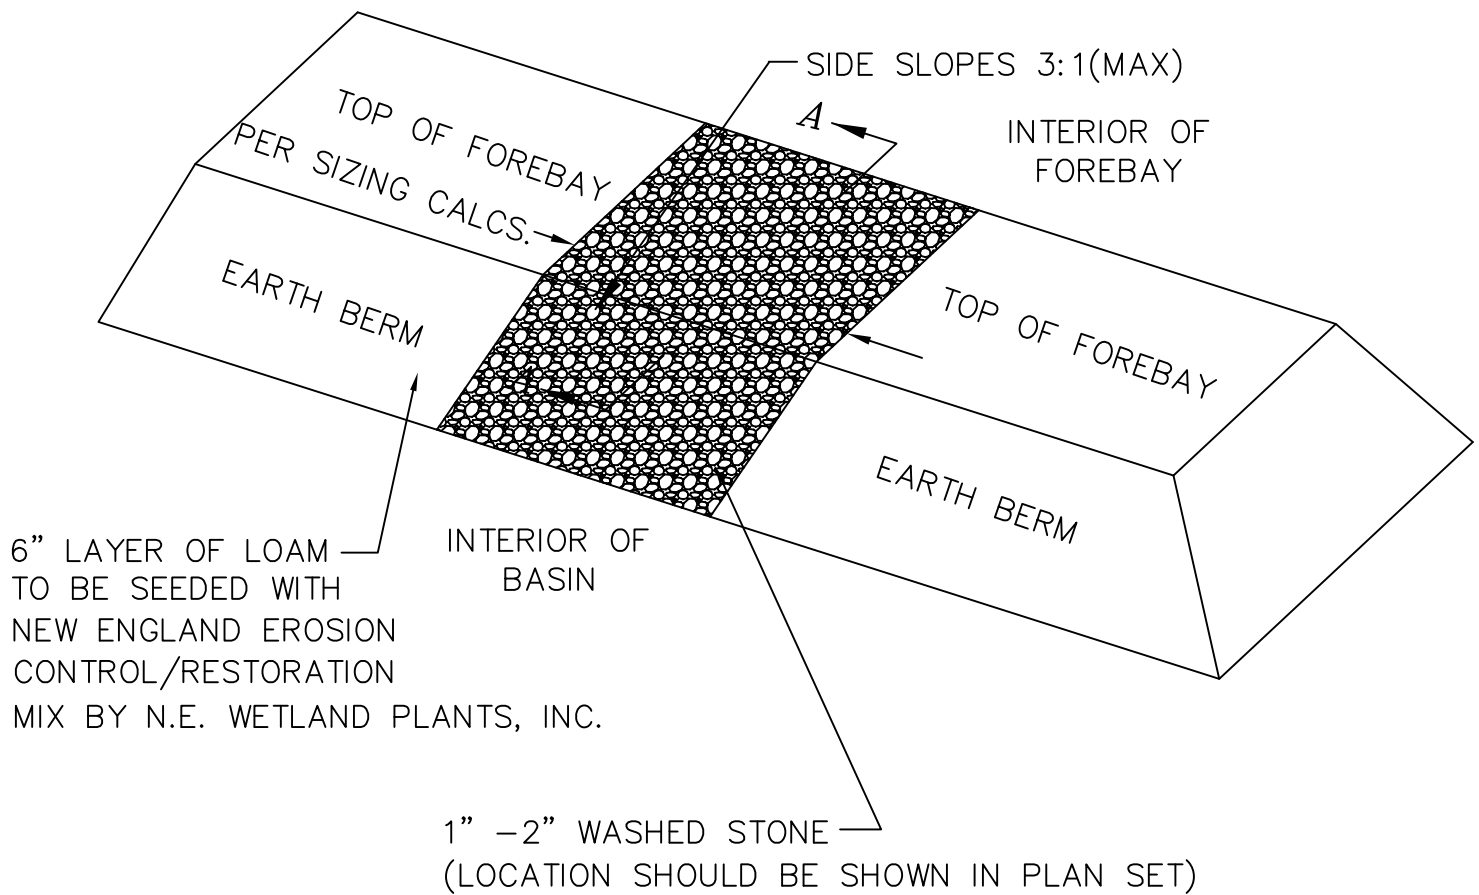 SIDE SLOPES 3:1(MAX)
A
INTERIOR OF
FOREBAY
TOP OF FOREBAY
PER SIZING CALCS.
EARTH BERM
TOP OF FOREBAY
EARTH BERM
A
INTERIOR OF
BASIN
6” LAYER OF LOAM
TO BE SEEDED WITH
NEW ENGLAND EROSION
CONTROL/RESTORATION
MIX BY N.E. WETLAND PLANTS, INC.
1” –2” WASHED STONE
(LOCATION SHOULD BE SHOWN IN PLAN SET)